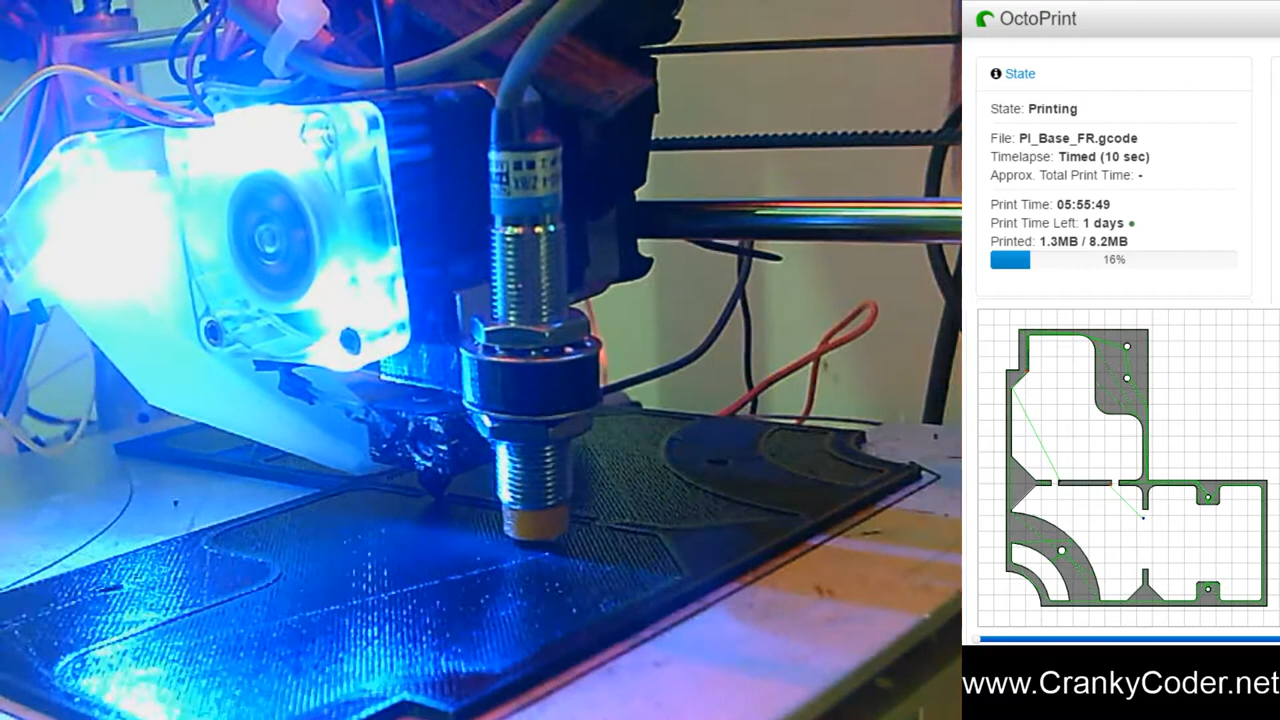 OctoPrint
State
State: Printing
File: PI_Base_FR.gcode
Timelapse: Timed (10 sec)
Approx. Total Print Time: -
Print Time: 05:55:49
Print Time Left: 1 days
Printed: 1.3MB / 8.2MB
16%
www.CrankyCoder.net